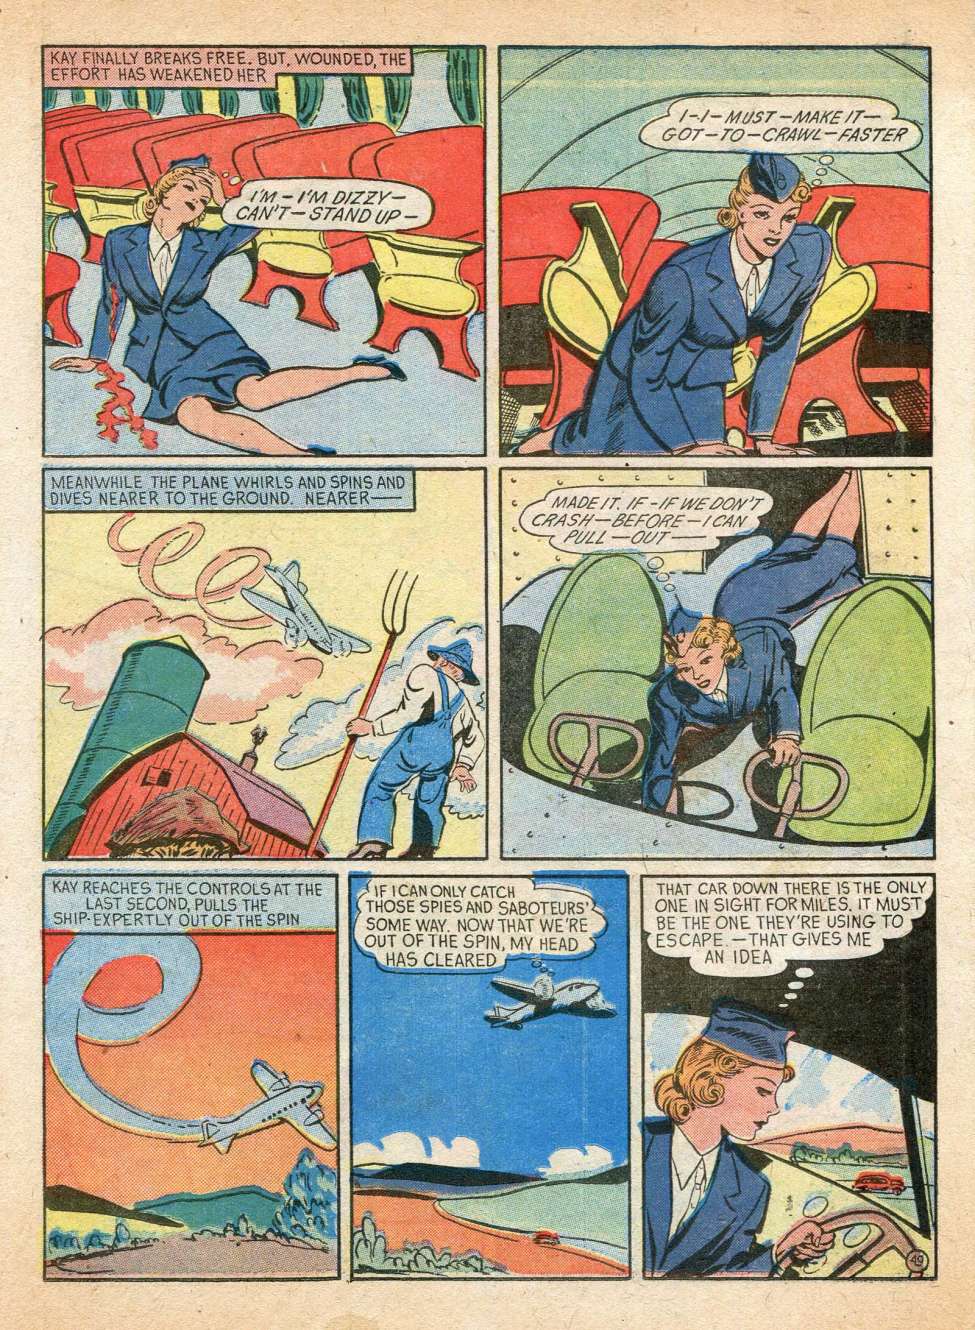 KAY FINALLY BREAKS FREE. BUT, WOUNDED, THE
EFFORT HAS WEAKENED HER
I'M – I'M DIZZY –
CAN'T – STAND UP –
I – I – MUST – MAKE IT –
GOT – TO – CRAWL – FASTER
MEANWHILE THE PLANE WHIRLS AND SPINS AND
DIVES NEARER TO THE GROUND. NEARER ——
MADE IT. IF - IF WE DON'T
CRASH — BEFORE — I CAN
PULL — OUT ——
KAY REACHES THE CONTROLS AT THE
LAST SECOND, PULLS THE
SHIP-EXPERTLY OUT OF THE SPIN
IF I CAN ONLY CATCH
THOSE SPIES AND SABOTEURS'
SOME WAY. NOW THAT WE'RE
OUT OF THE SPIN, MY HEAD
HAS CLEARED
THAT CAR DOWN THERE IS THE ONLY
ONE IN SIGHT FOR MILES. IT MUST
BE THE ONE THEY'RE USING TO
ESCAPE. — THAT GIVES ME
AN IDEA
49